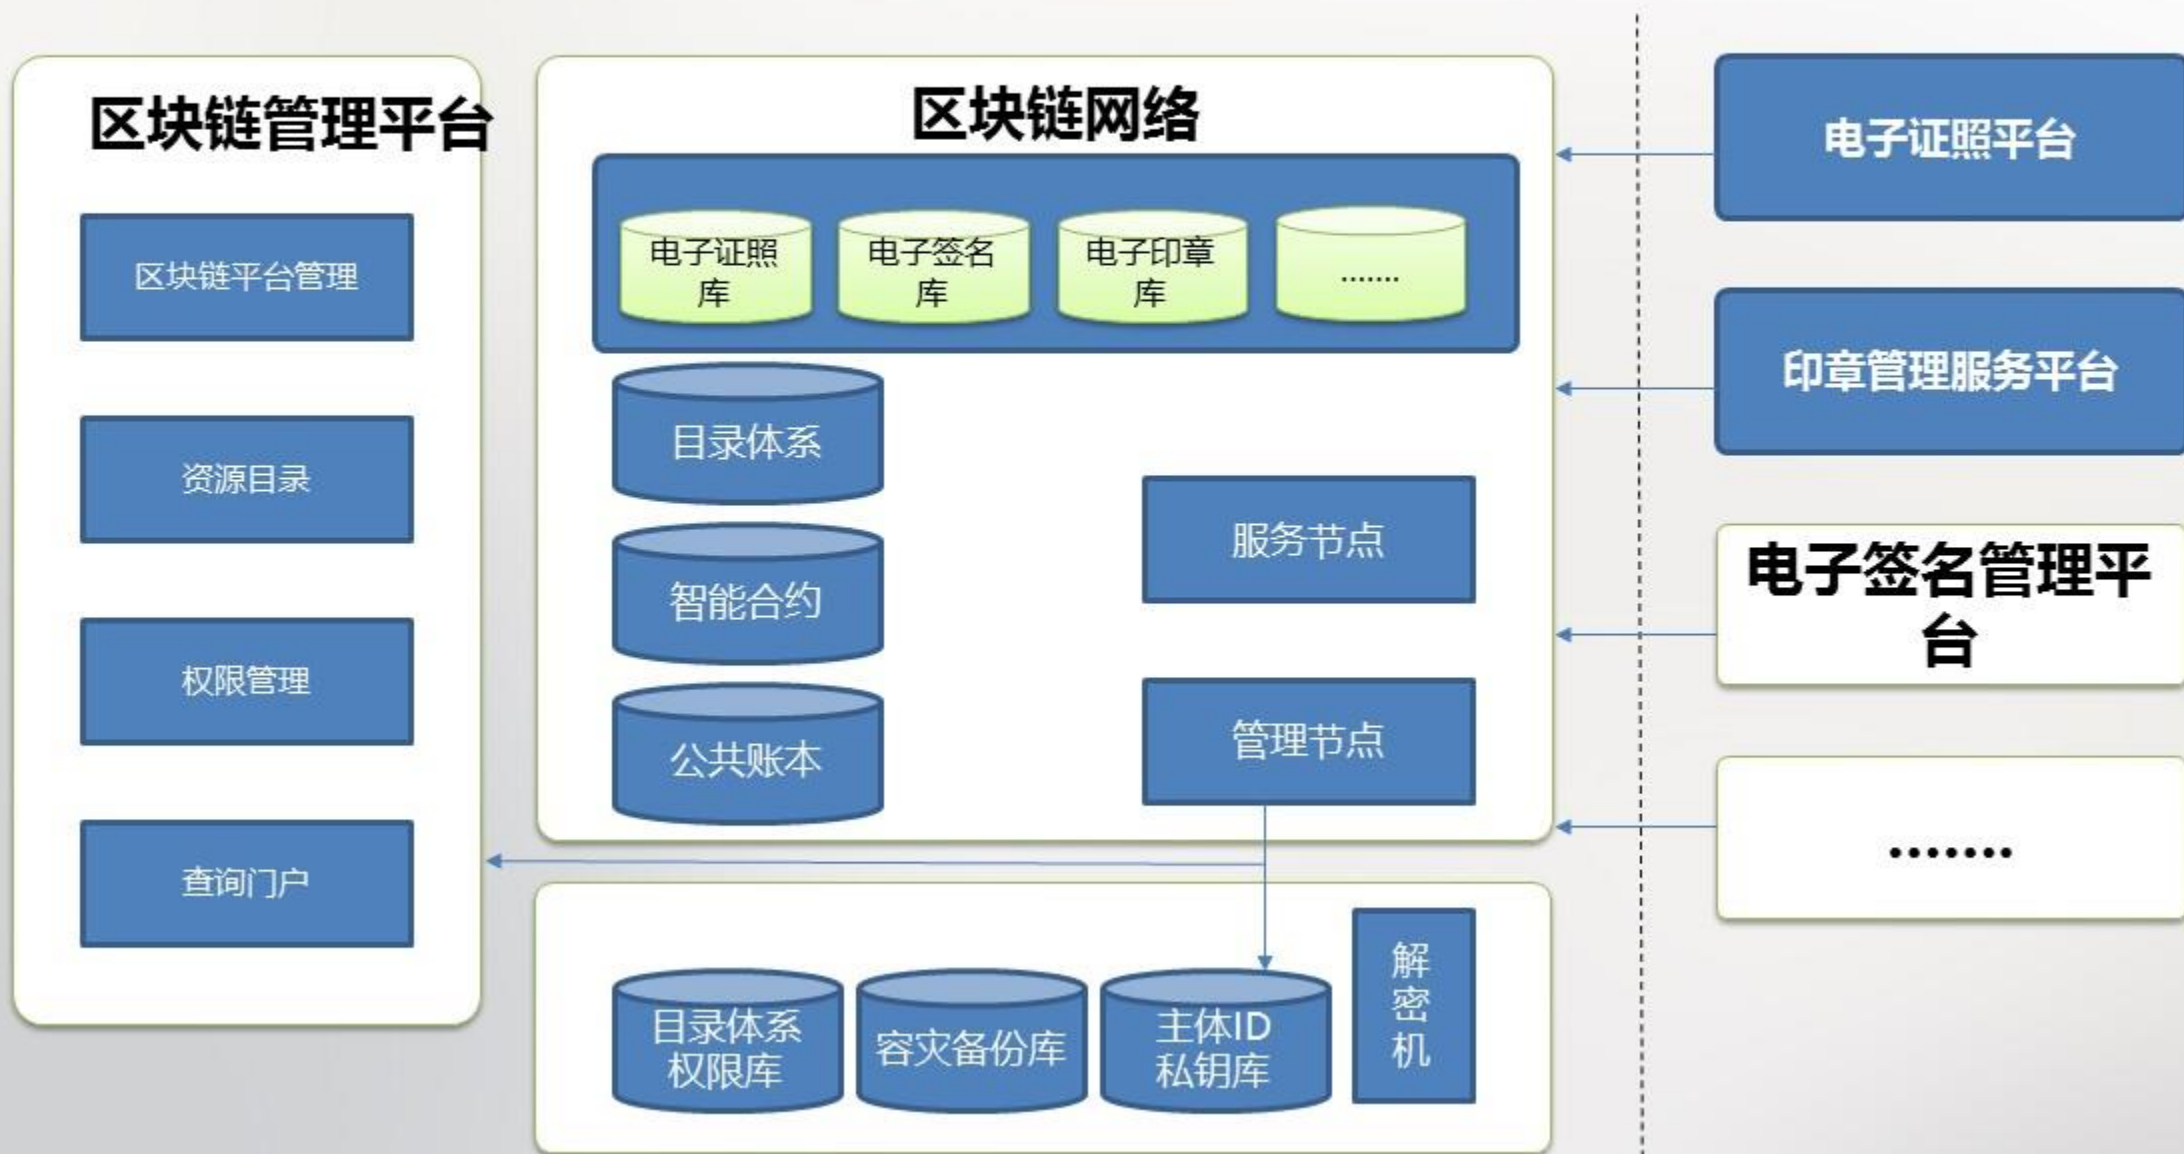 区块链管理平台
区块链平台管理
资源目录
权限管理
查询门户
区块链网络
电子证照
库
电子签名
库
电子印章
库
.......
目录体系
智能合约
公共账本
服务节点
管理节点
目录体系
权限库
容灾备份库
主体ID
私钥库
解
密
机
电子证照平台
印章管理服务平台
电子签名管理平
台
.......